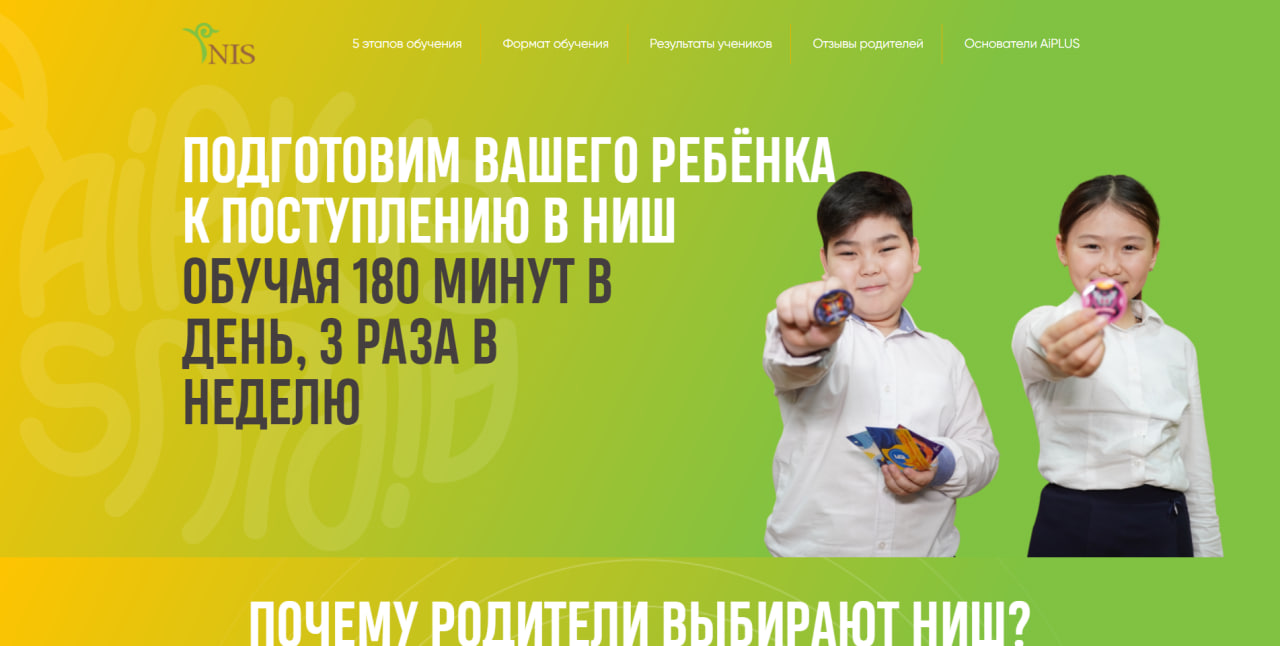 NIS
5 этапов обучения
Формат обучения
Результаты учеников
Отзывы родителей
Основатели AiPLUS
ПОДГОТОВИМ ВАШЕГО РЕБЁНКА
К ПОСТУПЛЕНИЮ В НИШ
ОБУЧАЯ 180 МИНУТ В
ДЕНЬ, 3 РАЗА В
НЕДЕЛЮ
ПОЧЕМУ РОДИТЕЛИ ВЫБИРАЮТ НИШ?